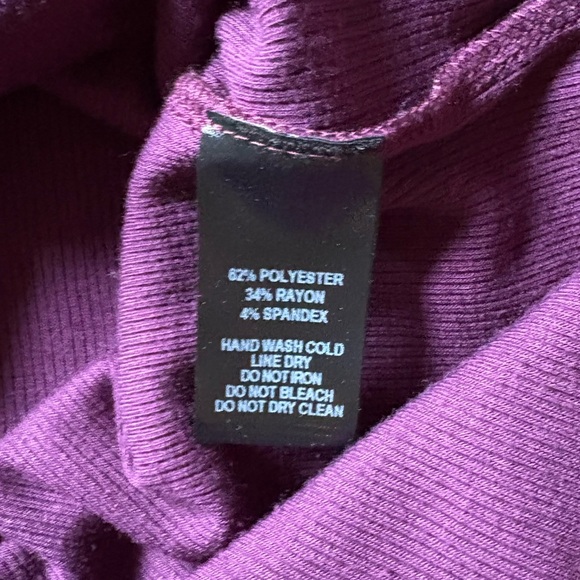 62% POLYESTER
34% RAYON
4% SPANDEX
HAND WASH COLD
LINE DRY
DO NOT IRON
DO NOT BLEACH
DO NOT DRY CLEAN